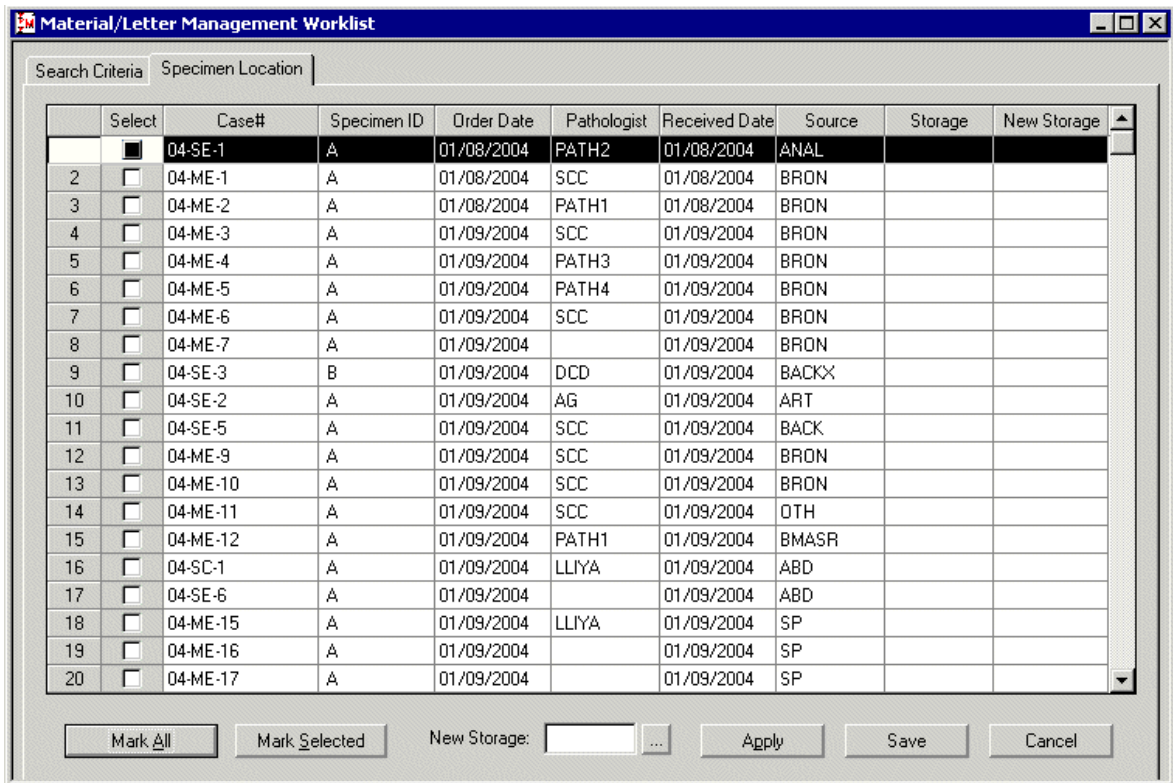 Material/Letter Management Worklist
Search Criteria Specimen Location
Select Case# Specimen ID Order Date Pathologist Received Date Source Storage New Storage
04-SE-1 A 01/08/2004 PATH2 01/08/2004 ANAL
2 04-ME-1 A 01/08/2004 SCC 01/08/2004 BRON
3 04-ME-2 A 01/08/2004 PATH1 01/08/2004 BRON
4 04-ME-3 A 01/09/2004 SCC 01/09/2004 BRON
5 04-ME-4 A 01/09/2004 PATH3 01/09/2004 BRON
6 04-ME-5 A 01/09/2004 PATH4 01/09/2004 BRON
7 04-ME-6 A 01/09/2004 SCC 01/09/2004 BRON
8 04-ME-7 A 01/09/2004 01/09/2004 BRON
9 04-SE-3 B 01/09/2004 DCD 01/09/2004 BACKX
10 04-SE-2 A 01/09/2004 AG 01/09/2004 ART
11 04-SE-5 A 01/09/2004 SCC 01/09/2004 BACK
12 04-ME-9 A 01/09/2004 SCC 01/09/2004 BRON
13 04-ME-10 A 01/09/2004 SCC 01/09/2004 BRON
14 04-ME-11 A 01/09/2004 SCC 01/09/2004 OTH
15 04-ME-12 A 01/09/2004 PATH1 01/09/2004 BMASR
16 04-SC-1 A 01/09/2004 LLIYA 01/09/2004 ABD
17 04-SE-6 A 01/09/2004 01/09/2004 ABD
18 04-ME-15 A 01/09/2004 LLIYA 01/09/2004 SP
19 04-ME-16 A 01/09/2004 01/09/2004 SP
20 04-ME-17 A 01/09/2004 01/09/2004 SP
Mark All Mark Selected New Storage: ... Apply Save Cancel